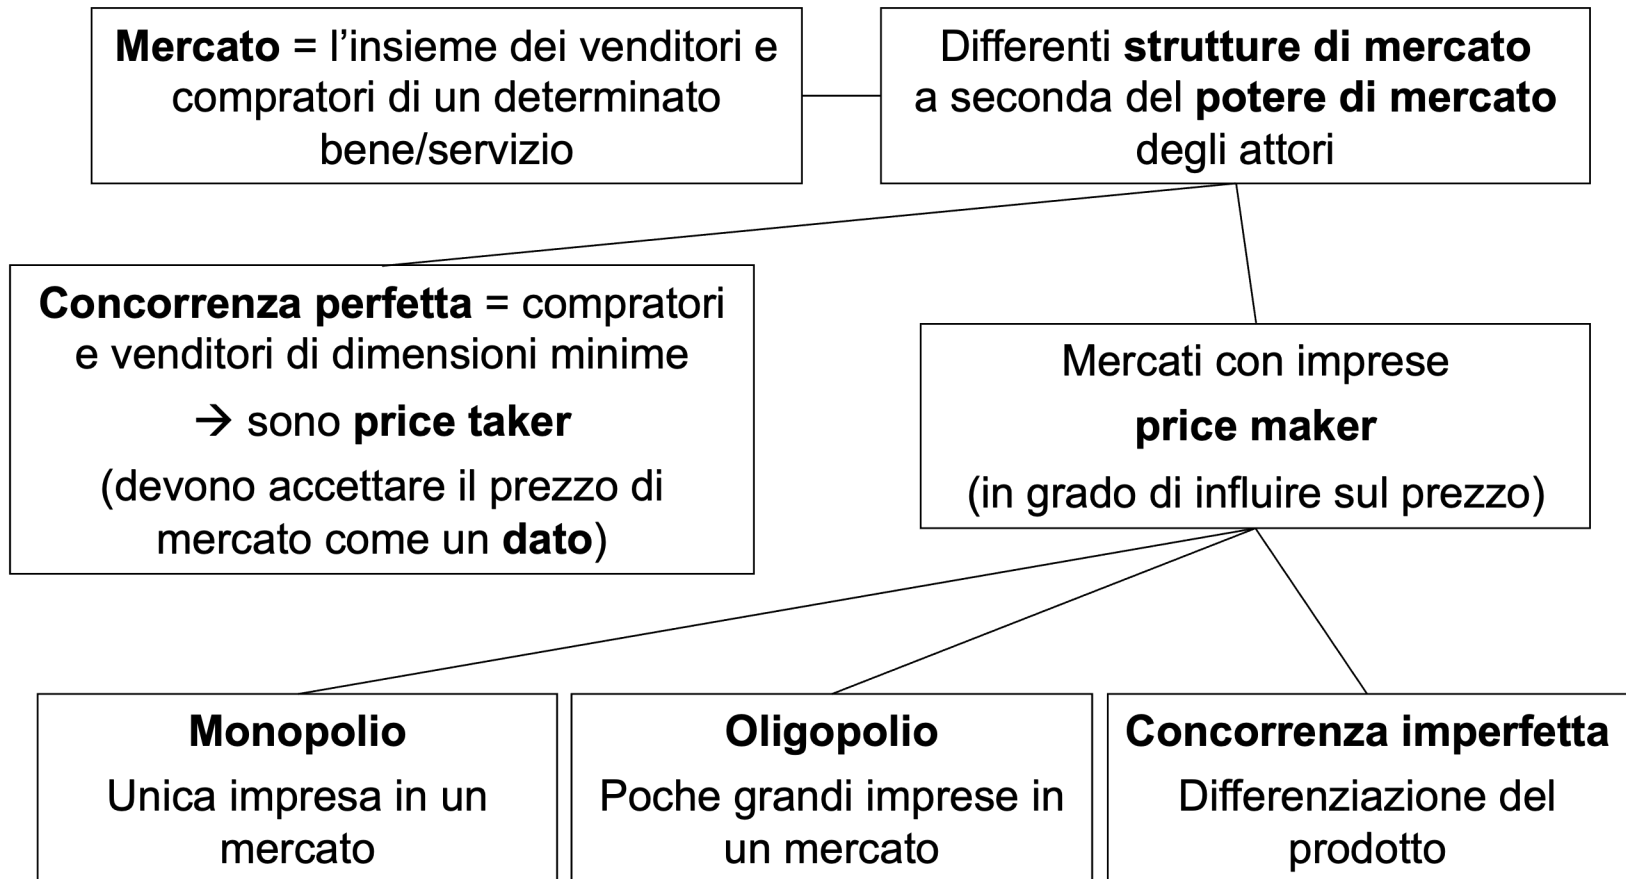 Mercato = l’insieme dei venditori e
compratori di un determinato
bene/servizio
Differenti strutture di mercato
a seconda del potere di mercato
degli attori
Concorrenza perfetta = compratori
e venditori di dimensioni minime
→ sono price taker
(devono accettare il prezzo di
mercato come un dato)
Mercati con imprese
price maker
(in grado di influire sul prezzo)
Monopolio
Unica impresa in un
mercato
Oligopolio
Poche grandi imprese in
un mercato
Concorrenza imperfetta
Differenziazione del
prodotto